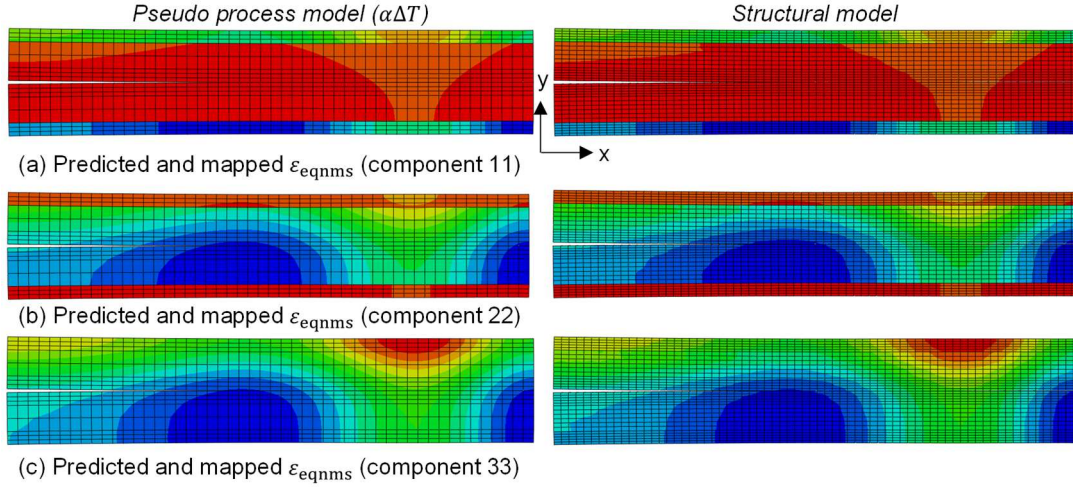 Pseudo process model (αΔT)
Structural model
y
x
(a) Predicted and mapped εeqnms (component 11)
(b) Predicted and mapped εeqnms (component 22)
(c) Predicted and mapped εeqnms (component 33)